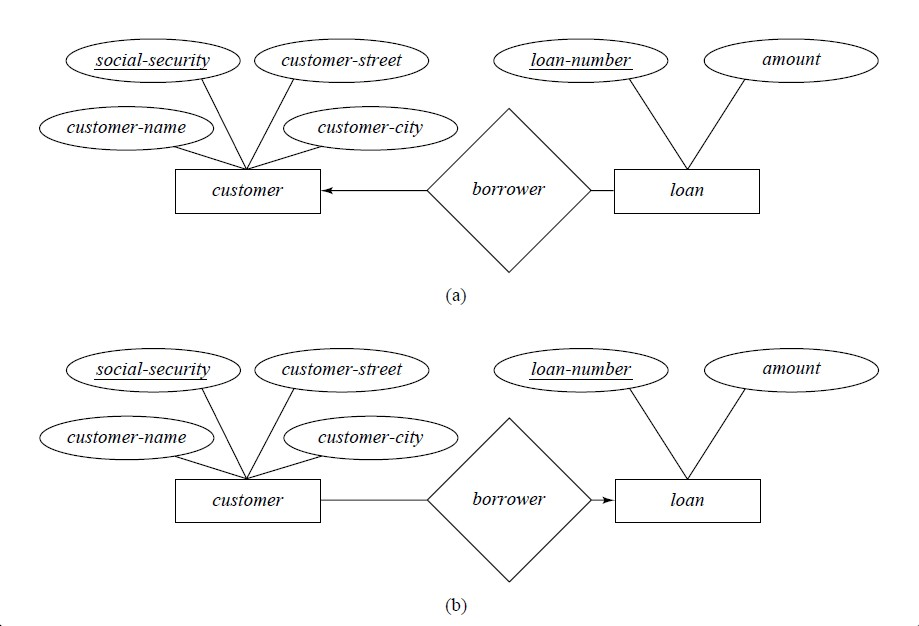 social-security customer-street loan-number amount
customer-name customer-city
customer borrower loan
(a)
social-security customer-street loan-number amount
customer-name customer-city
customer borrower loan
(b)